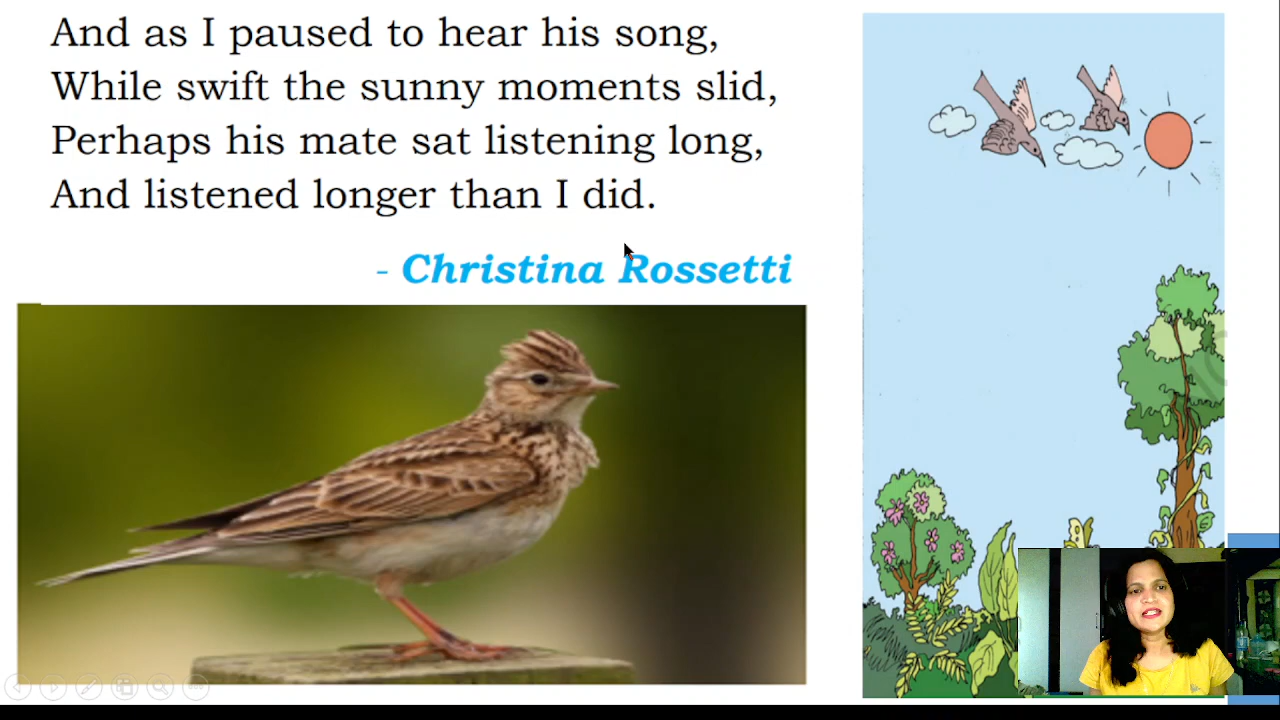 And as I paused to hear his song,
While swift the sunny moments slid,
Perhaps his mate sat listening long,
And listened longer than I did.
- Christina Rossetti